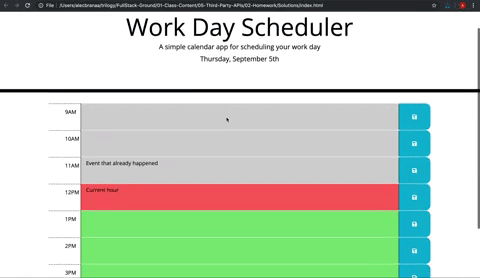 File | /Users/alecbranaa/trilogy/FullStack-Ground/01-Class-Content/05-Third-Party-APIs/02-Homework/Solutions/index.html
Work Day Scheduler
A simple calendar app for scheduling your work day
Thursday, September 5th
9AM
10AM
11AM Event that already happened
12PM Current hour
1PM
2PM
3PM